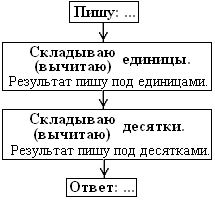 Пишу: ...
Складываю
(вычитаю) единицы.
Результат пишу под единицами.
Складываю
(вычитаю) десятки.
Результат пишу под десятками.
Ответ: ...